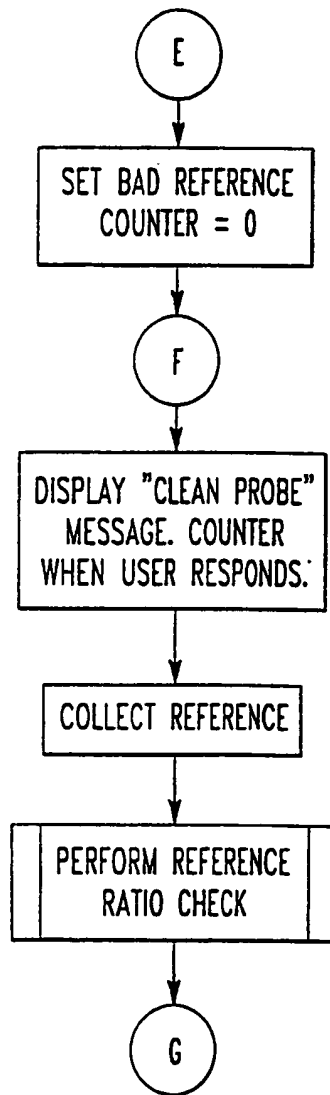 E
SET BAD REFERENCE
COUNTER = 0
F
DISPLAY "CLEAN PROBE"
MESSAGE. COUNTER
WHEN USER RESPONDS.
COLLECT REFERENCE
PERFORM REFERENCE
RATIO CHECK
G